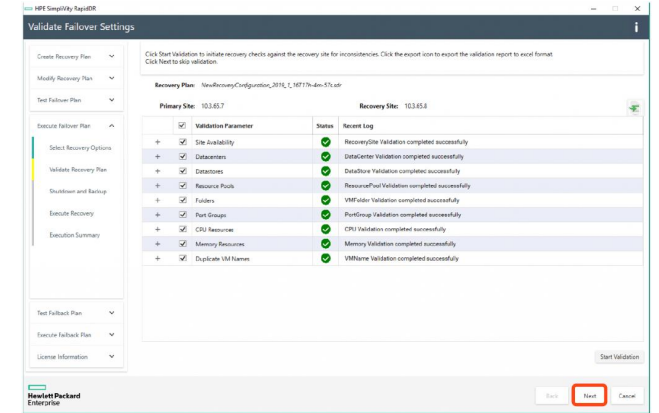 HPE SimpliVity RapidDR
Validate Failover Settings
Create Recovery Plan
Modify Recovery Plan
Test Failover Plan
Execute Failover Plan
Select Recovery Options
Validate Recovery Plan
Shutdown and Backup
Execute Recovery
Execution Summary
Test Failback Plan
Execute Failback Plan
License Information
Click Start Validation to initiate recovery checks against the recovery site for inconsistencies. Click the export icon to export the validation report to excel format.
Click Next to skip validation.
Recovery Plan: NewRecoveryConfiguration_2019_1_16T17h-4m-57s.xdr
Primary Site: 10.3.65.7 Recovery Site: 10.3.65.8
Validation Parameter Status Recent Log
+ Site Availability RecoverySite Validation completed successfully
+ Datacenters DataCenter Validation completed successfully
+ Datastores DataStore Validation completed successfully
+ Resource Pools ResourcePool Validation completed successfully
+ Folders VMFolder Validation completed successfully
+ Port Groups PortGroup Validation completed successfully
+ CPU Resources CPU Validation completed successfully
+ Memory Resources Memory Validation completed successfully
+ Duplicate VM Names VMName Validation completed successfully
Start Validation
Hewlett Packard
Enterprise
Back Next Cancel